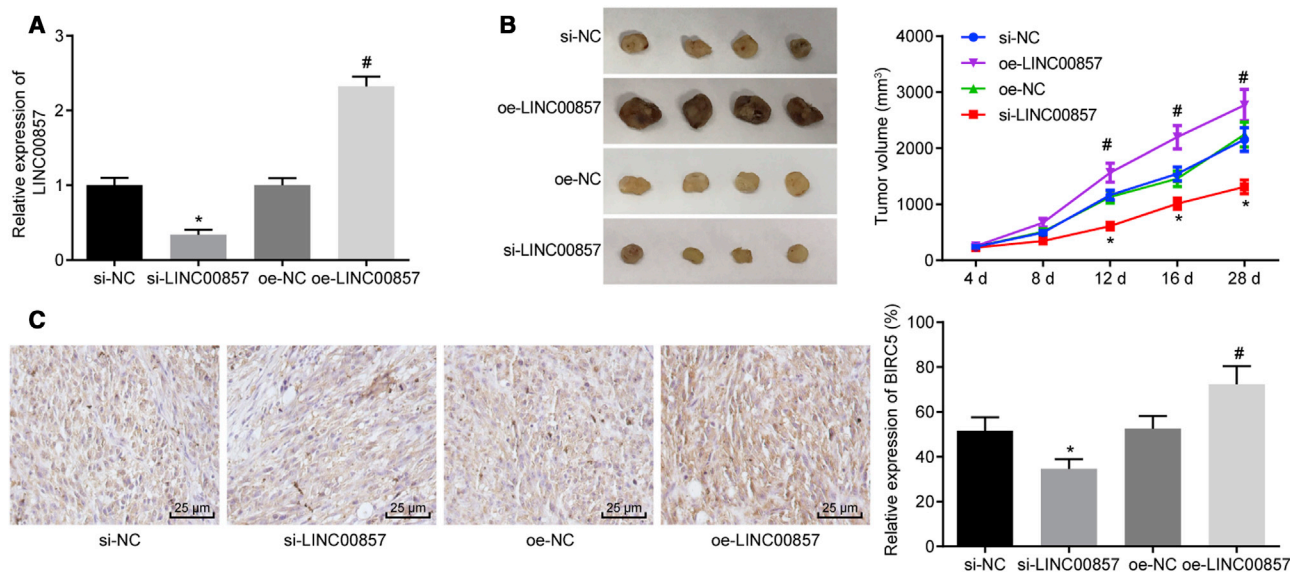 A
Relative expression of
LINC00857
3
2
1
0
*
#
si-NC
si-LINC00857
oe-NC
oe-LINC00857
B
si-NC
oe-LINC00857
oe-NC
si-LINC00857
Tumor volume (mm³)
4000
3000
2000
1000
0
si-NC
oe-LINC00857
oe-NC
si-LINC00857
#
#
#
*
*
*
4 d
8 d
12 d
16 d
28 d
C
25 µm
25 µm
25 µm
25 µm
si-NC
si-LINC00857
oe-NC
oe-LINC00857
Relative expression of BIRC5 (%)
100
80
60
40
20
0
*
#
si-NC
si-LINC00857
oe-NC
oe-LINC00857